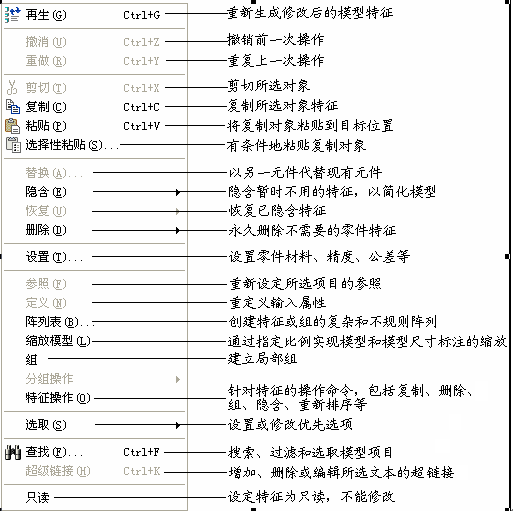 再生(G) Ctrl+G 重新生成修改后的模型特征
撤消(U) Ctrl+Z 撤销前一次操作
重做(R) Ctrl+Y 重复上一次操作
剪切(T) Ctrl+X 剪切所选对象
复制(C) Ctrl+C 复制所选对象特征
粘贴(P) Ctrl+V 将复制对象粘贴到目标位置
选择性粘贴(S)... 有条件地粘贴复制对象
替换(A)... 以另一元件代替现有元件
隐含(E) 隐含暂时不用的特征，以简化模型
恢复(U) 恢复已隐含特征
删除(D) 永久删除不需要的零件特征
设置(T)... 设置零件材料、精度、公差等
参照(F) 重新设定所选项目的参照
定义(N) 重定义输入属性
阵列表(B)... 创建特征或组的复杂和不规则阵列
缩放模型(L) 通过指定比例实现模型和模型尺寸标注的缩放
组 建立局部组
分组操作
特征操作(O) 针对特征的操作命令，包括复制、删除、
组、隐含、重新排序等
选取(S) 设置或修改优先选项
查找(F)... Ctrl+F 搜索、过滤和选取模型项目
超级链接(H) Ctrl+K 增加、删除或编辑所选文本的超链接
只读 设定特征为只读，不能修改